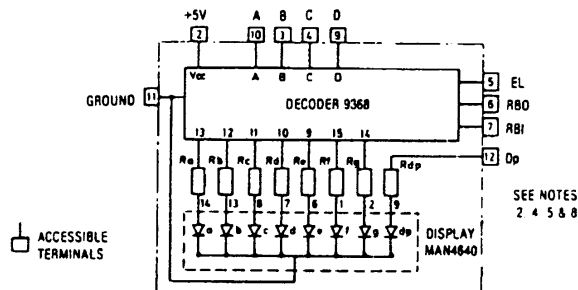 +5V A B C D
2 10 3 4 9
Vcc A B C D
5 EL
GROUND 11
DECODER 9368
6 RBO
7 RBI
13 12 11 10 9 15 14
12 Dp
Ra Rb Rc Rd Re Rf Rg Rdp
14 13 8 7 6 1 2 9
a b c d e f g dp
DISPLAY
MAN4640
SEE NOTES
2 4 5 & 8
ACCESSIBLE
TERMINALS